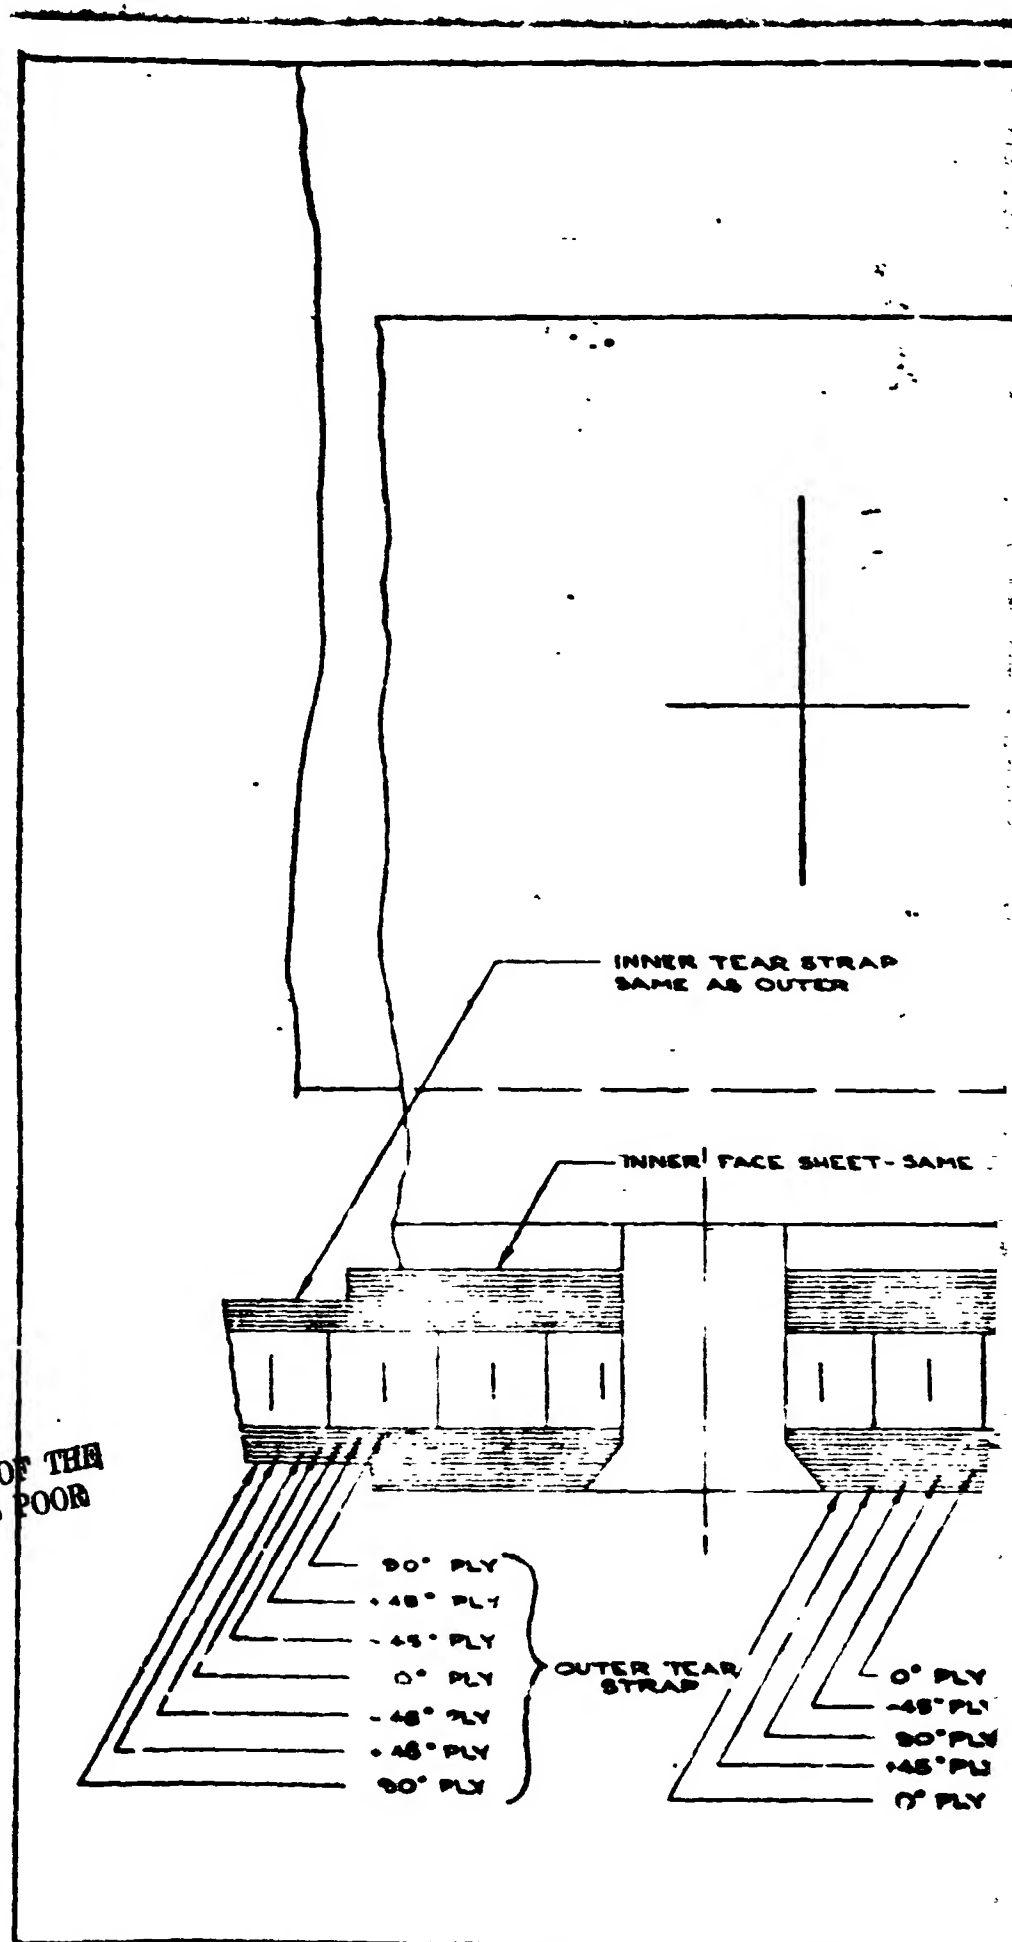 INNER TEAR STRAP
SAME AS OUTER
INNER FACE SHEET - SAME
OF THE
POOR
90° PLY
+45° PLY
-45° PLY
0° PLY
-45° PLY
+45° PLY
90° PLY
OUTER TEAR
STRAP
0° PLY
-45° PLY
90° PLY
+45° PLY
0° PLY